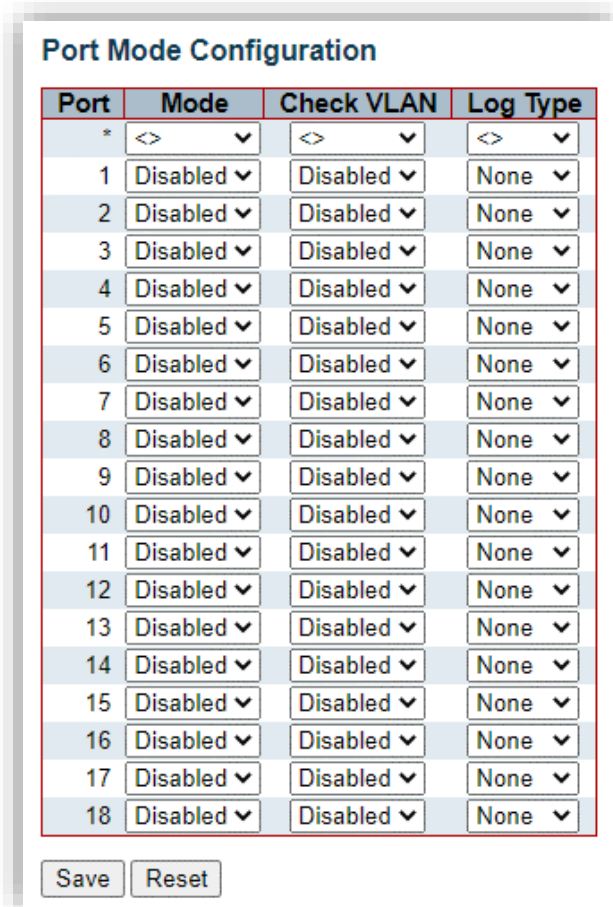 Port Mode Configuration
Port Mode Check VLAN Log Type
* <> <> <>
1 Disabled Disabled None
2 Disabled Disabled None
3 Disabled Disabled None
4 Disabled Disabled None
5 Disabled Disabled None
6 Disabled Disabled None
7 Disabled Disabled None
8 Disabled Disabled None
9 Disabled Disabled None
10 Disabled Disabled None
11 Disabled Disabled None
12 Disabled Disabled None
13 Disabled Disabled None
14 Disabled Disabled None
15 Disabled Disabled None
16 Disabled Disabled None
17 Disabled Disabled None
18 Disabled Disabled None
Save Reset